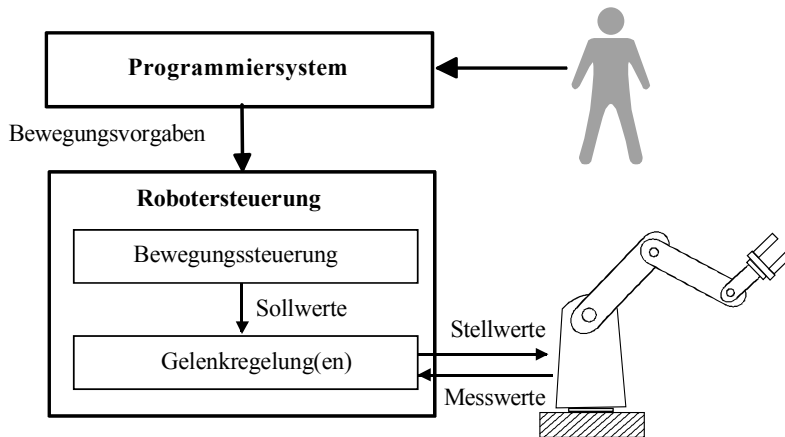 Programmiersystem
Bewegungsvorgaben
Robotersteuerung
Bewegungssteuerung
Sollwerte
Gelenkregelung(en)
Stellwerte
Messwerte